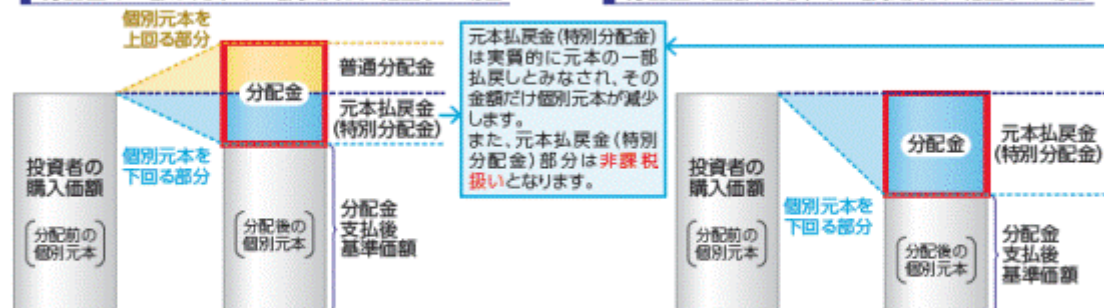 個別元本を
上回る部分
分配金
普通分配金
元本払戻金
(特別分配金)
個別元本を
下回る部分
投資者の
購入価額
(分配前の
個別元本)
(分配後の
個別元本)
分配金
支払後
基準価額
元本払戻金(特別分配金)
は実質的に元本の一部
払戻しとみなされ、その
金額だけ個別元本が減少
します。
また、元本払戻金(特別
分配金)部分は非課税
扱いとなります。
投資者の
購入価額
(分配前の
個別元本)
個別元本を
下回る部分
分配金
元本払戻金
(特別分配金)
(分配後の
個別元本)
分配金
支払後
基準価額